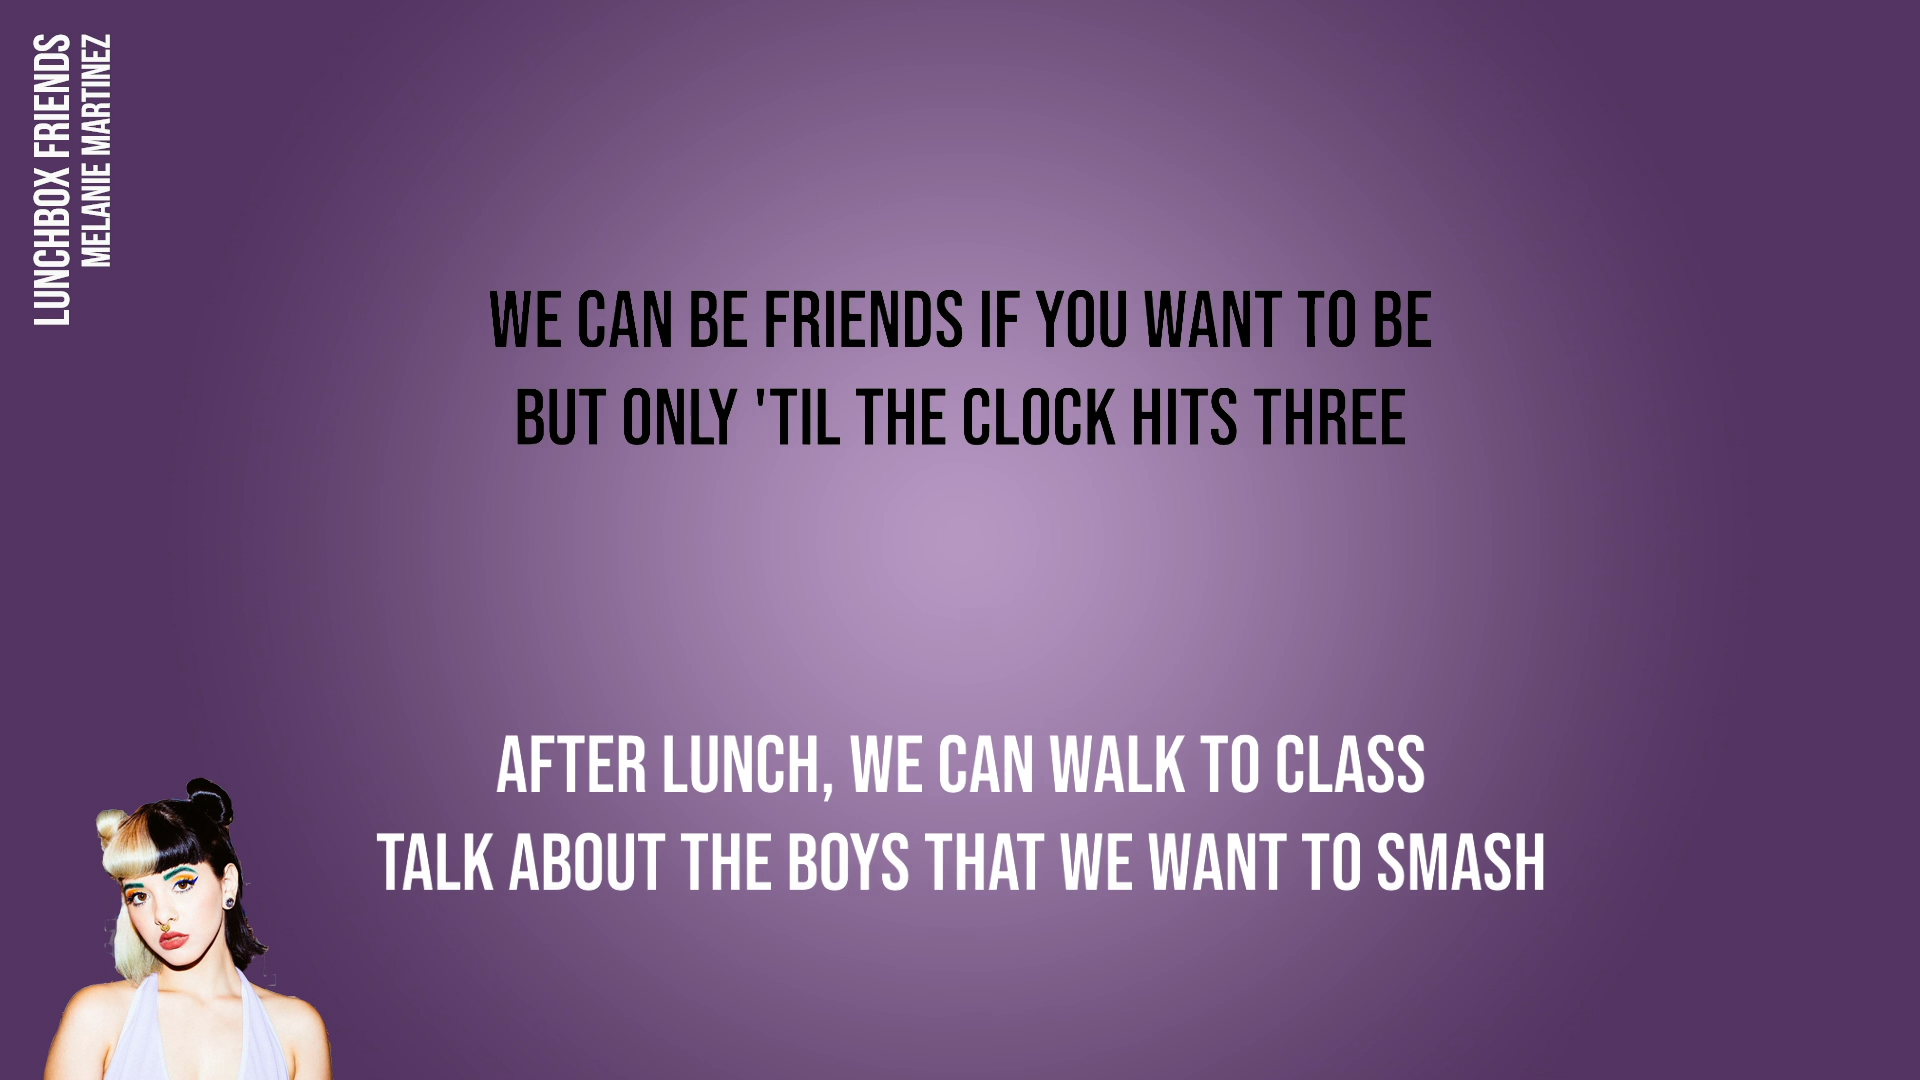 LUNCHBOX FRIENDS
MELANIE MARTINEZ
WE CAN BE FRIENDS IF YOU WANT TO BE
BUT ONLY 'TIL THE CLOCK HITS THREE
AFTER LUNCH, WE CAN WALK TO CLASS
TALK ABOUT THE BOYS THAT WE WANT TO SMASH